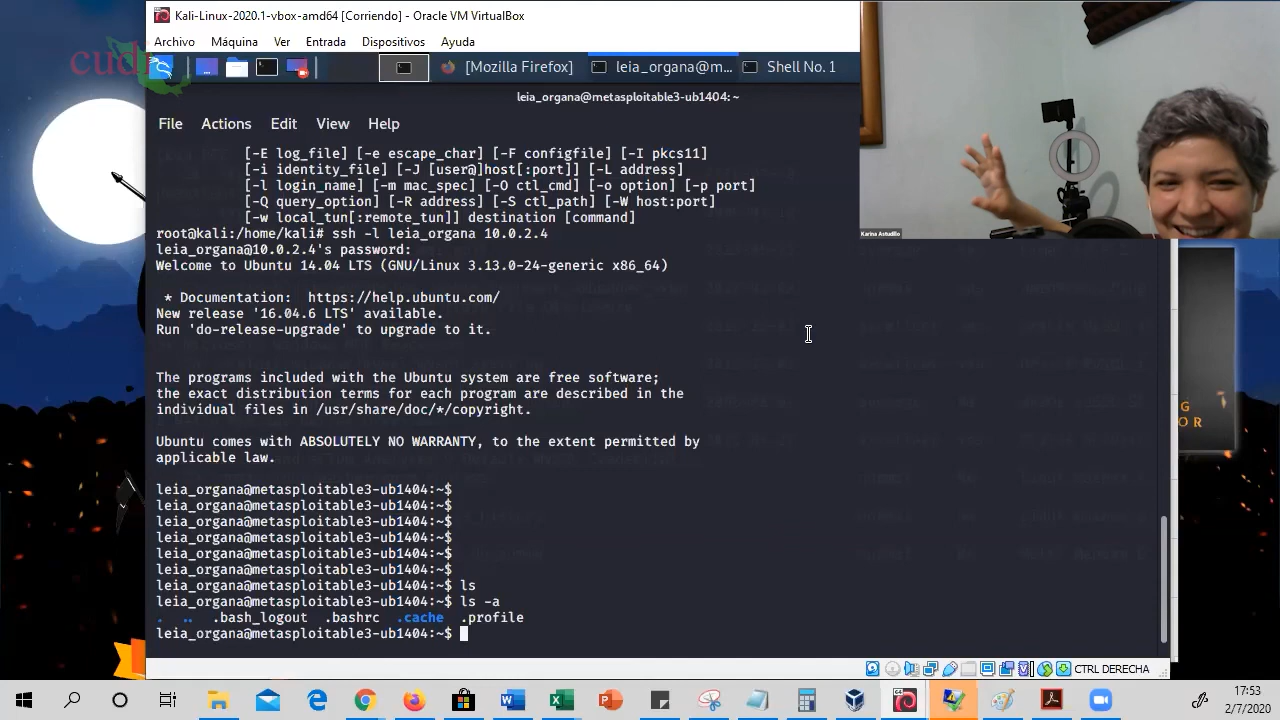 Kali-Linux-2020.1-vbox-amd64 [Corriendo] - Oracle VM VirtualBox
Archivo Máquina Ver Entrada Dispositivos Ayuda
cudi
[Mozilla Firefox] leia_organa@m... Shell No. 1
leia_organa@metasploitable3-ub1404: ~
File Actions Edit View Help
[-E log_file] [-e escape_char] [-F configfile] [-I pkcs11]
[-i identity_file] [-J [user@]host[:port]] [-L address]
[-l login_name] [-m mac_spec] [-O ctl_cmd] [-o option] [-p port]
[-Q query_option] [-R address] [-S ctl_path] [-W host:port]
[-w local_tun[:remote_tun]] destination [command]
root@kali:/home/kali# ssh -l leia_organa 10.0.2.4
leia_organa@10.0.2.4's password:
Welcome to Ubuntu 14.04 LTS (GNU/Linux 3.13.0-24-generic x86_64)
* Documentation: https://help.ubuntu.com/
New release '16.04.6 LTS' available.
Run 'do-release-upgrade' to upgrade to it.
The programs included with the Ubuntu system are free software;
the exact distribution terms for each program are described in the
individual files in /usr/share/doc/*/copyright.
Ubuntu comes with ABSOLUTELY NO WARRANTY, to the extent permitted by
applicable law.
leia_organa@metasploitable3-ub1404:~$
leia_organa@metasploitable3-ub1404:~$
leia_organa@metasploitable3-ub1404:~$
leia_organa@metasploitable3-ub1404:~$
leia_organa@metasploitable3-ub1404:~$
leia_organa@metasploitable3-ub1404:~$
leia_organa@metasploitable3-ub1404:~$ ls
leia_organa@metasploitable3-ub1404:~$ ls -a
. .. .bash_logout .bashrc .cache .profile
leia_organa@metasploitable3-ub1404:~$
Karina Astudillo
G
OR
CTRL DERECHA
17:53
2/7/2020